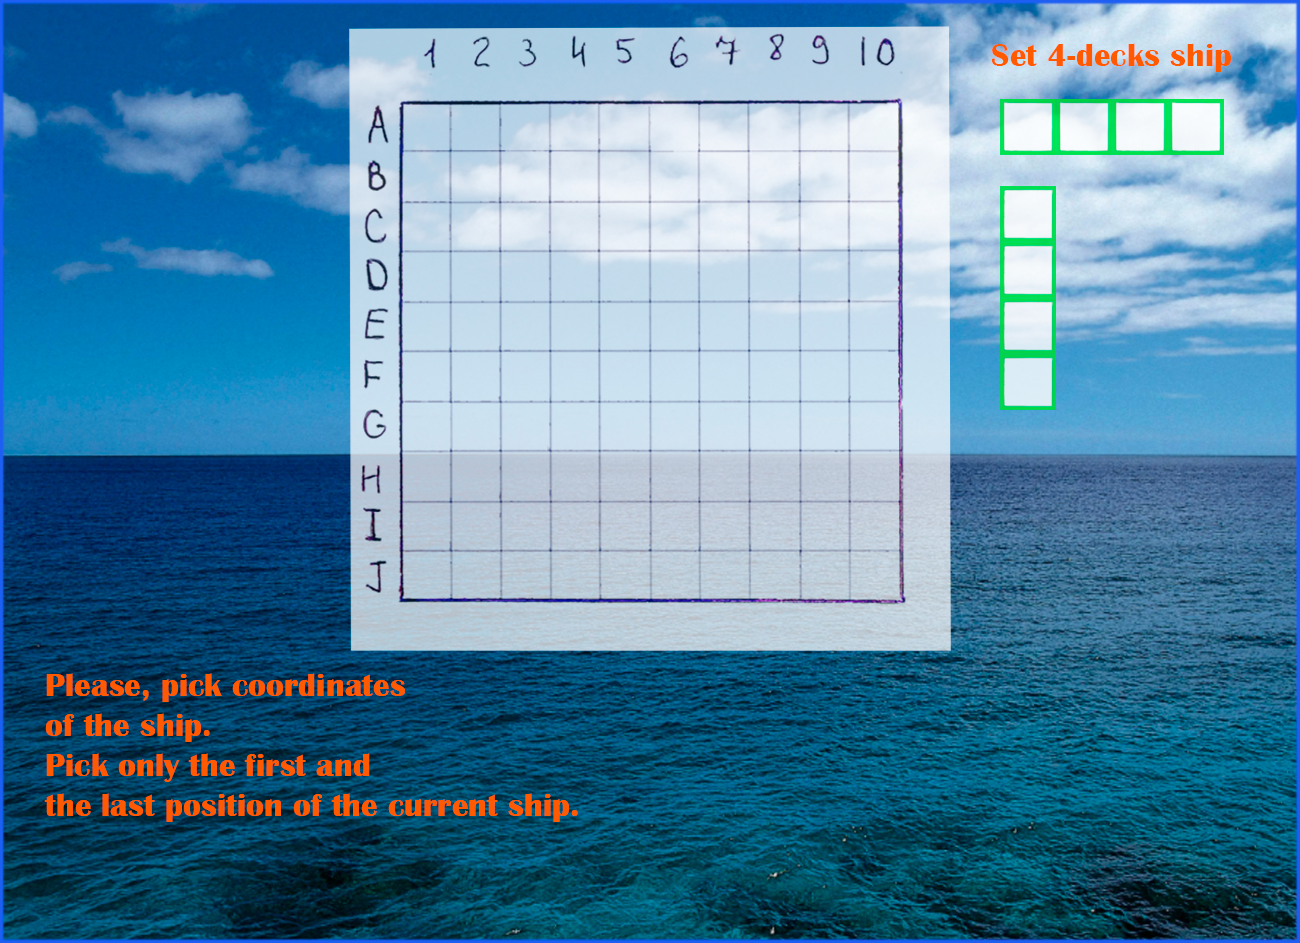 1 2 3 4 5 6 7 8 9 10
Set 4-decks ship
A
B
C
D
E
F
G
H
I
J
Please, pick coordinates
of the ship.
Pick only the first and
the last position of the current ship.